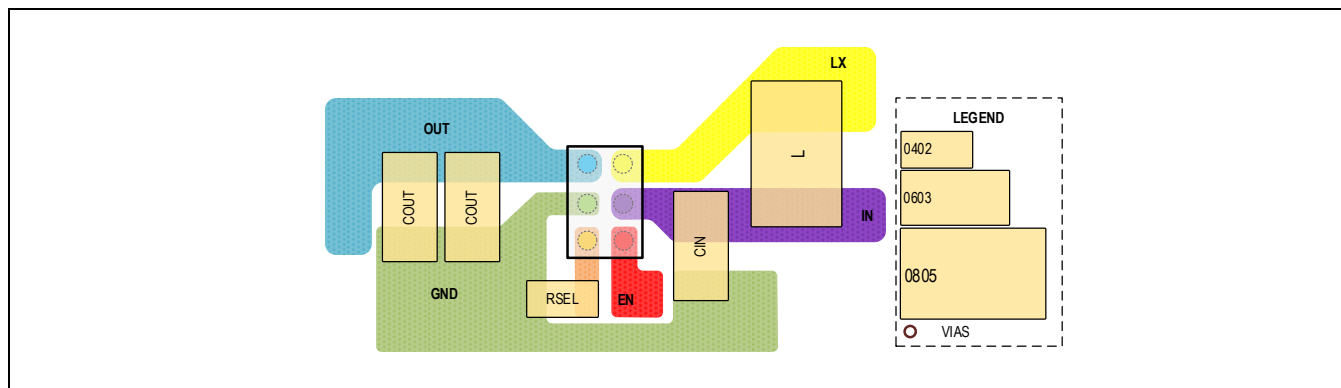 LX
OUT
COUT
COUT
L
IN
CIN
GND
RSEL
EN
LEGEND
0402
0603
0805
VIAS